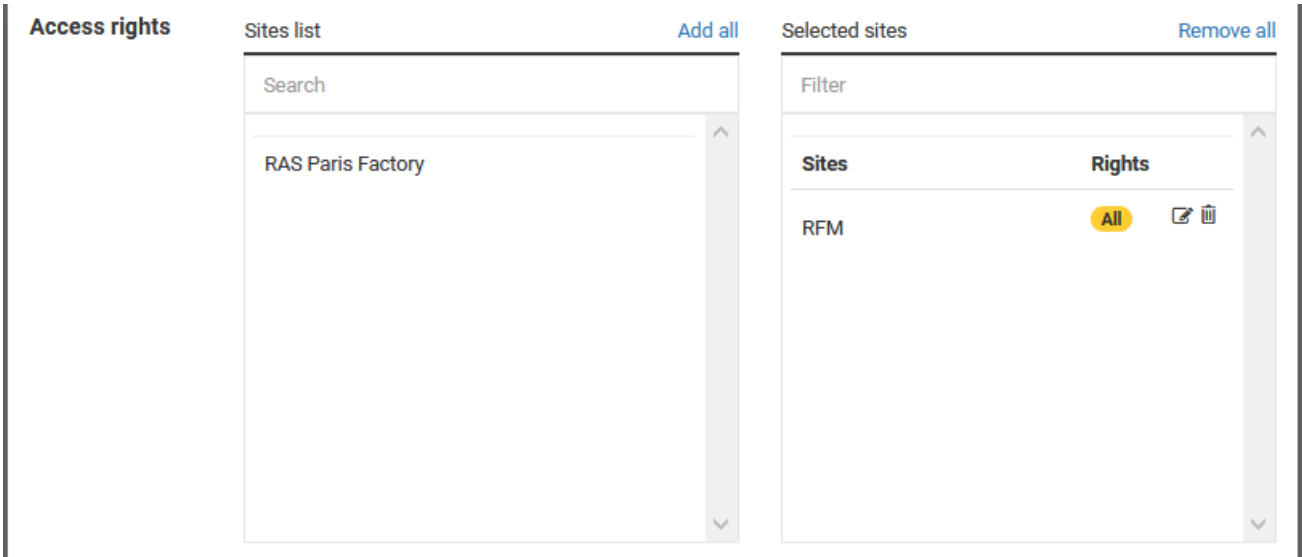 Access rights
Sites list Add all
Search
RAS Paris Factory
Selected sites Remove all
Filter
Sites Rights
RFM All